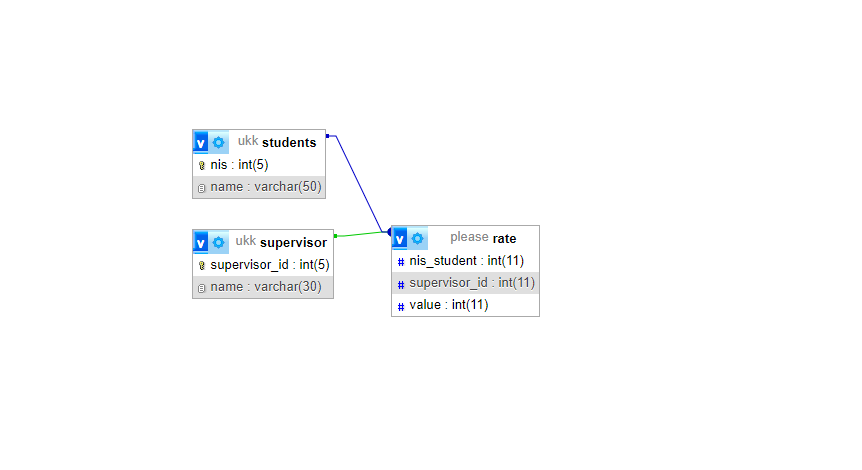 v ukk students
nis : int(5)
name : varchar(50)
v ukk supervisor
supervisor_id : int(5)
name : varchar(30)
v please rate
# nis_student : int(11)
# supervisor_id : int(11)
# value : int(11)